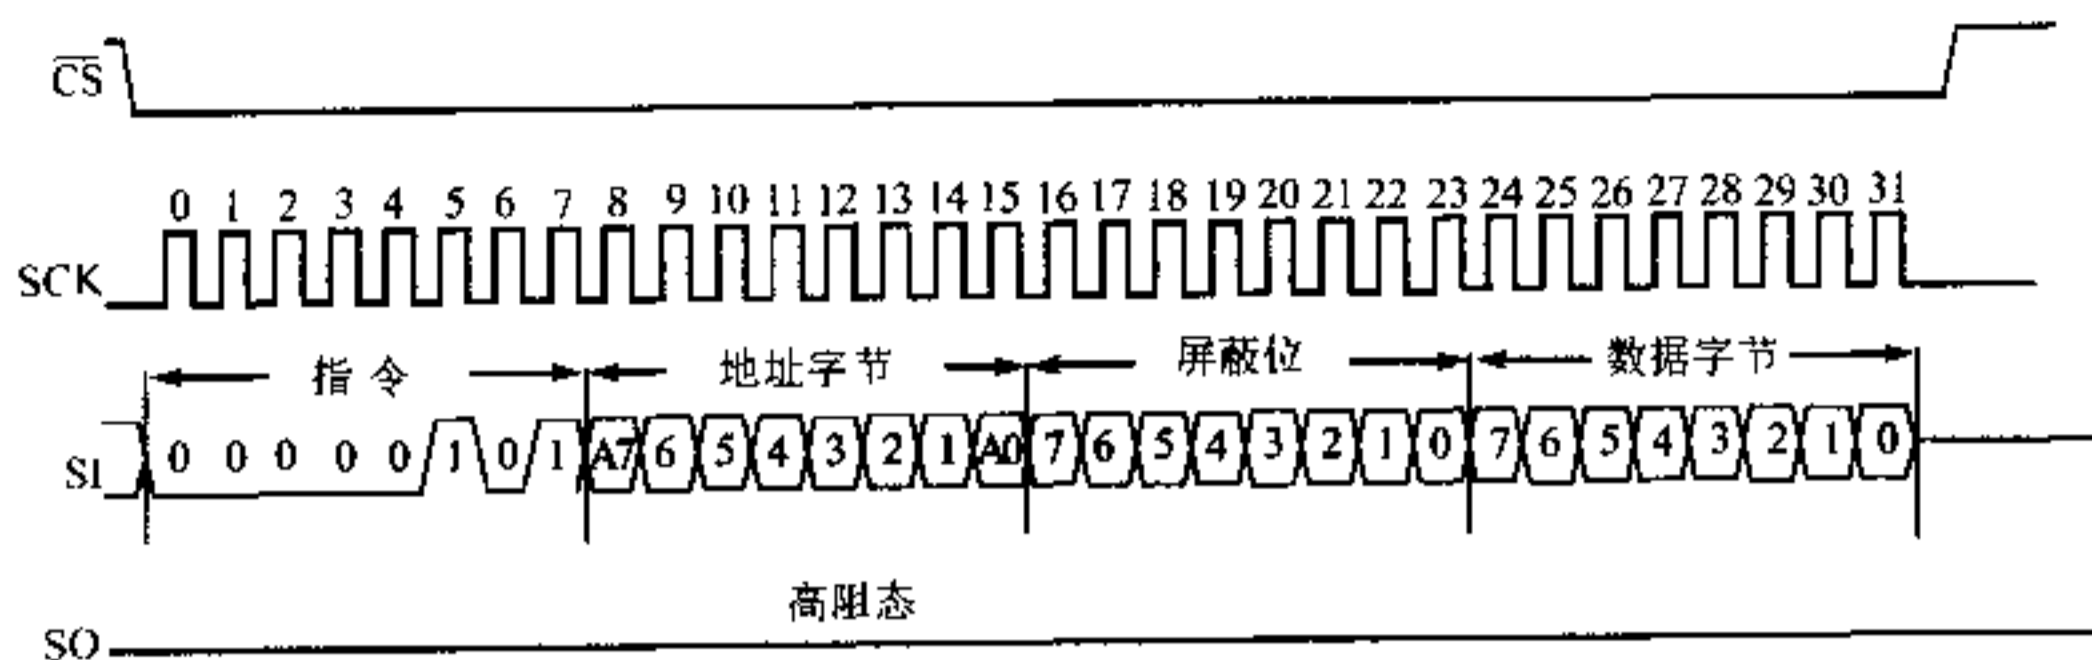 CS
0 1 2 3 4 5 6 7 8 9 10 11 12 13 14 15 16 17 18 19 20 21 22 23 24 25 26 27 28 29 30 31
SCK
指令 地址字节 屏蔽位 数据字节
SI 0 0 0 0 0 1 0 1 A7 6 5 4 3 2 1 A0 7 6 5 4 3 2 1 0 7 6 5 4 3 2 1 0
高阻态
SO